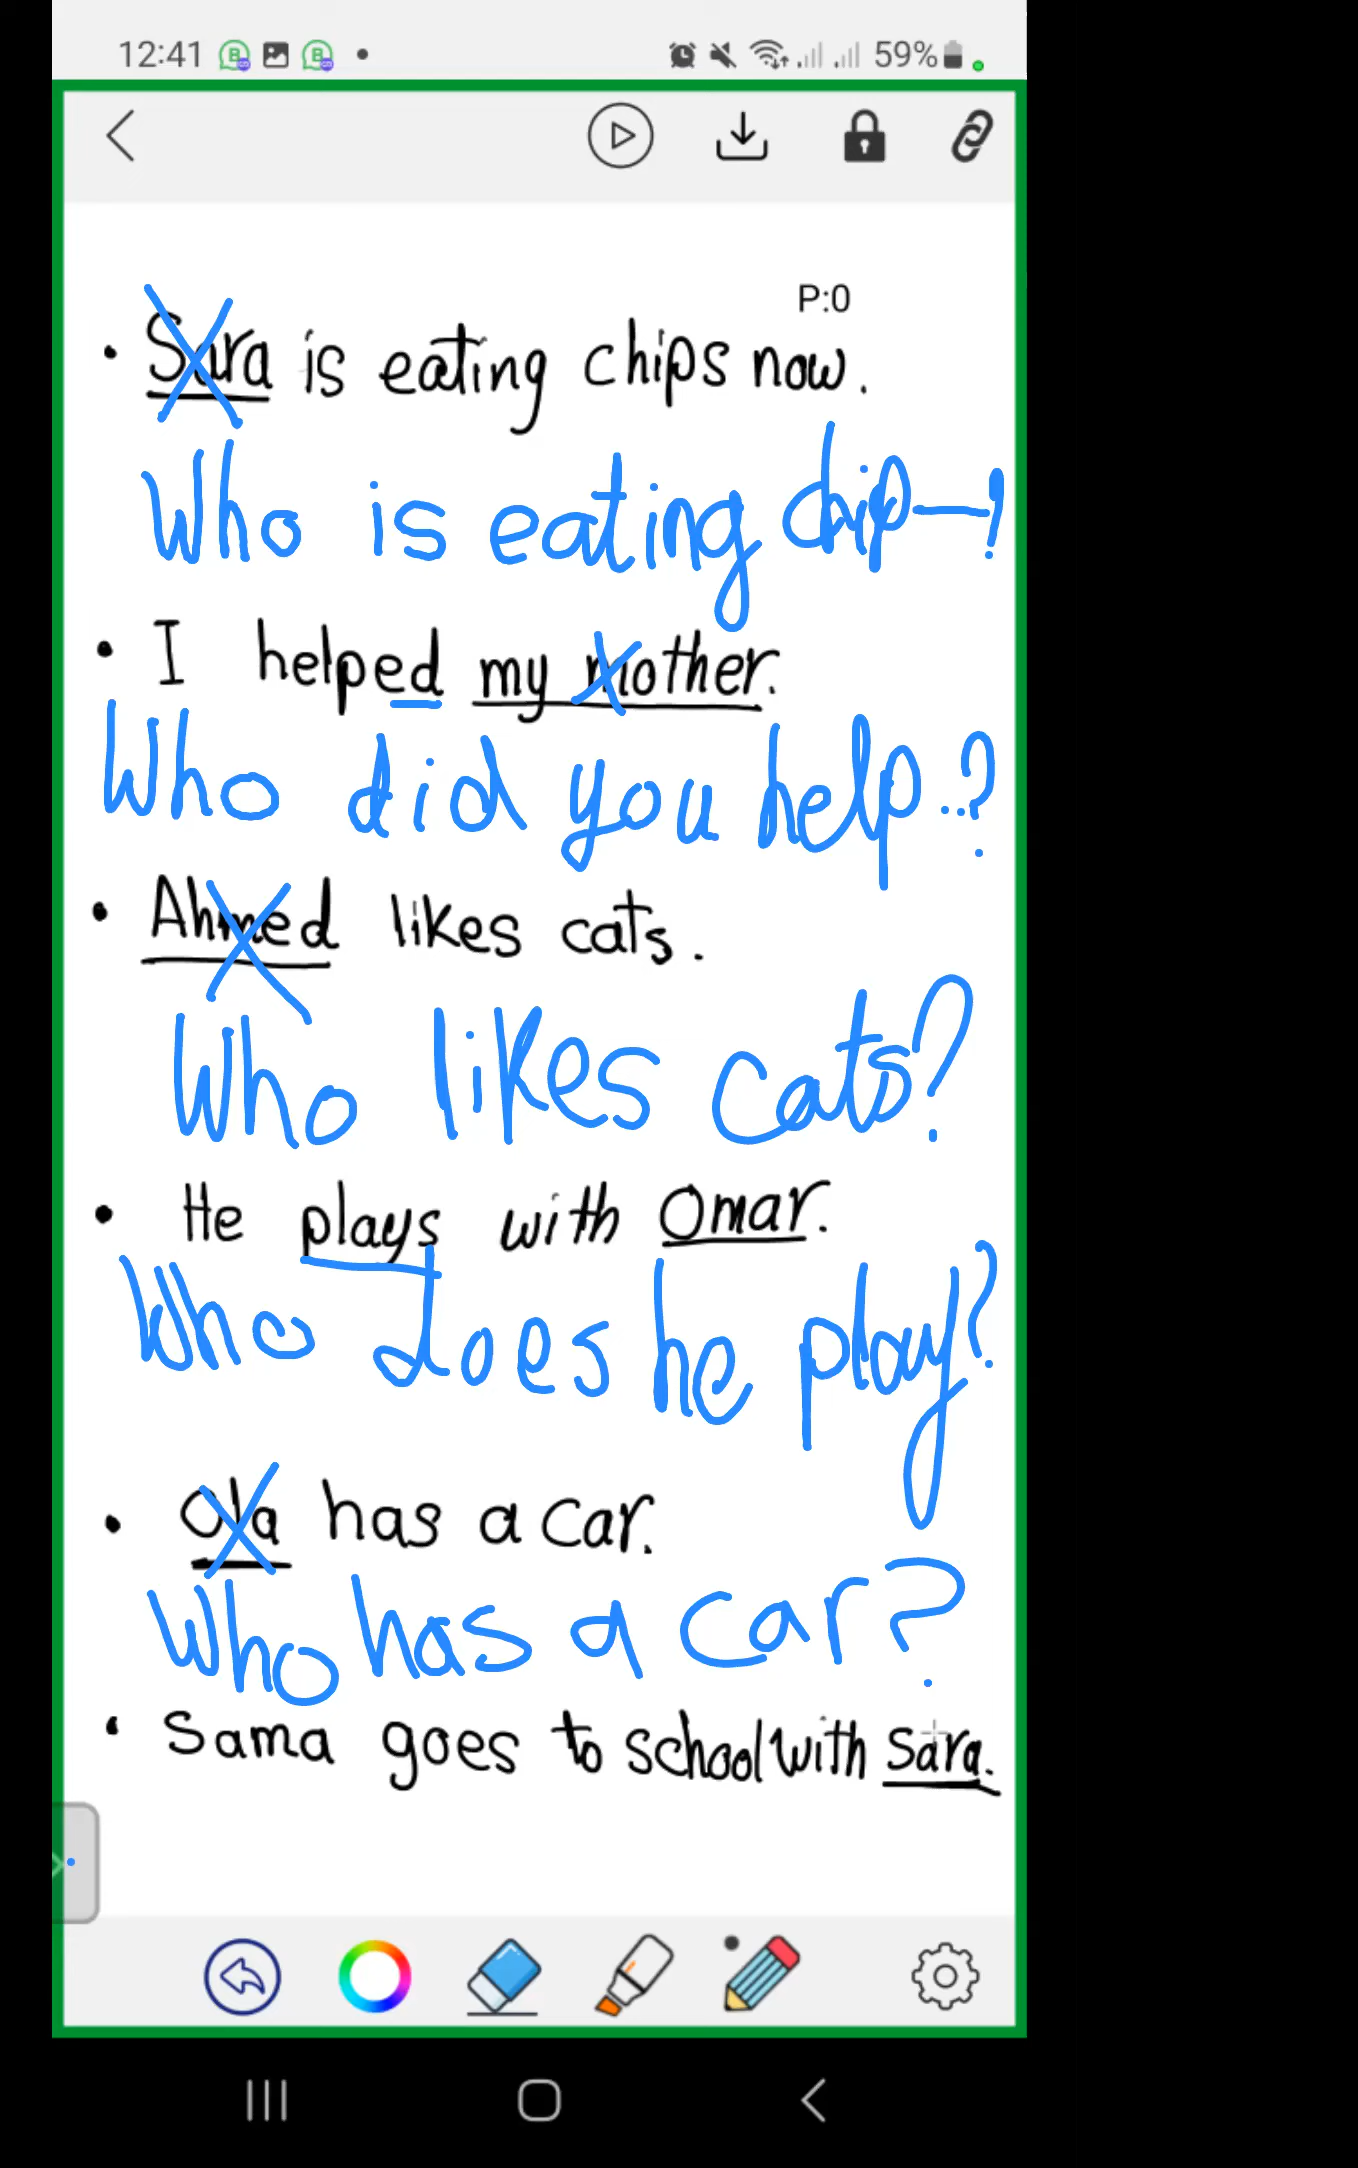 12:41 59%
P:0
• Sara is eating chips now.
Who is eating chip—!
• I helped my mother.
Who did you help..?
• Ahmed likes cats.
Who likes cats?
• He plays with Omar.
Who does he play?
• Ola has a car.
Who has a car?
• Sama goes to school with Sara.